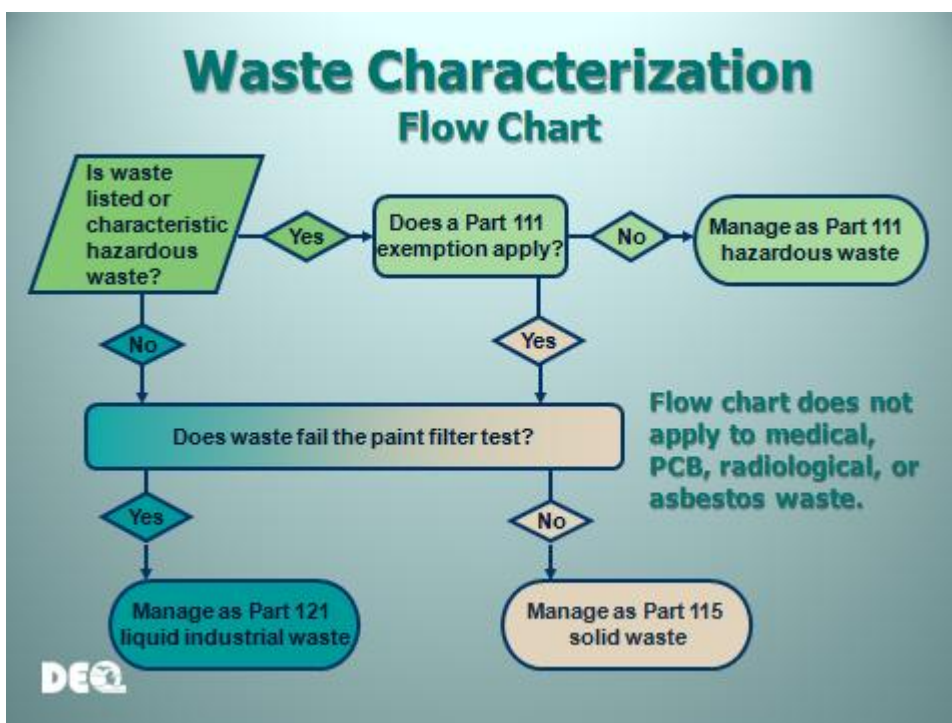 Waste Characterization
Flow Chart
Is waste
listed or
characteristic
hazardous
waste?
Yes
Does a Part 111
exemption apply?
No
Manage as Part 111
hazardous waste
No
Yes
Flow chart does not
apply to medical,
PCB, radiological, or
asbestos waste.
Does waste fail the paint filter test?
Yes
No
Manage as Part 121
liquid industrial waste
Manage as Part 115
solid waste
DEQ